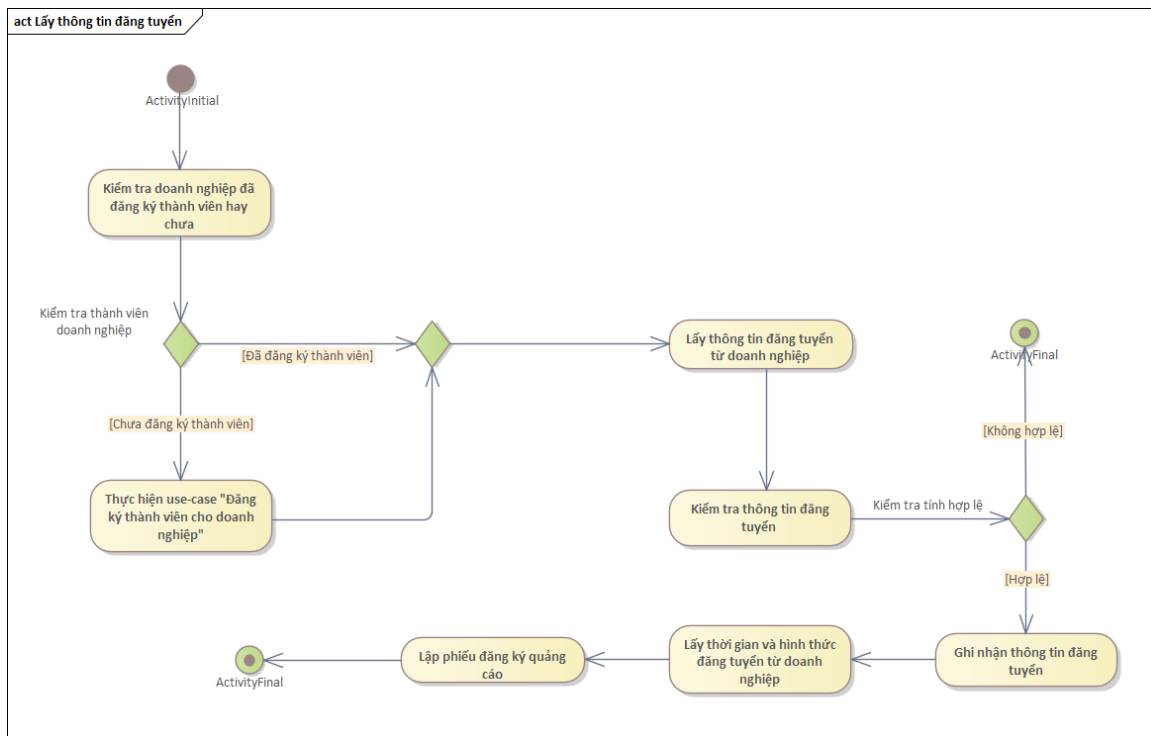 act Lấy thông tin đăng tuyển
ActivityInitial
Kiểm tra doanh nghiệp đã
đăng ký thành viên hay
chưa
Kiểm tra thành viên
doanh nghiệp
[Đã đăng ký thành viên]
[Chưa đăng ký thành viên]
Thực hiện use-case "Đăng
ký thành viên cho doanh
nghiệp"
Lấy thông tin đăng tuyển
từ doanh nghiệp
Kiểm tra thông tin đăng
tuyển
Kiểm tra tính hợp lệ
ActivityFinal
[Không hợp lệ]
[Hợp lệ]
Ghi nhận thông tin đăng
tuyển
Lấy thời gian và hình thức
đăng tuyển từ doanh
nghiệp
Lập phiếu đăng ký quảng
cáo
ActivityFinal